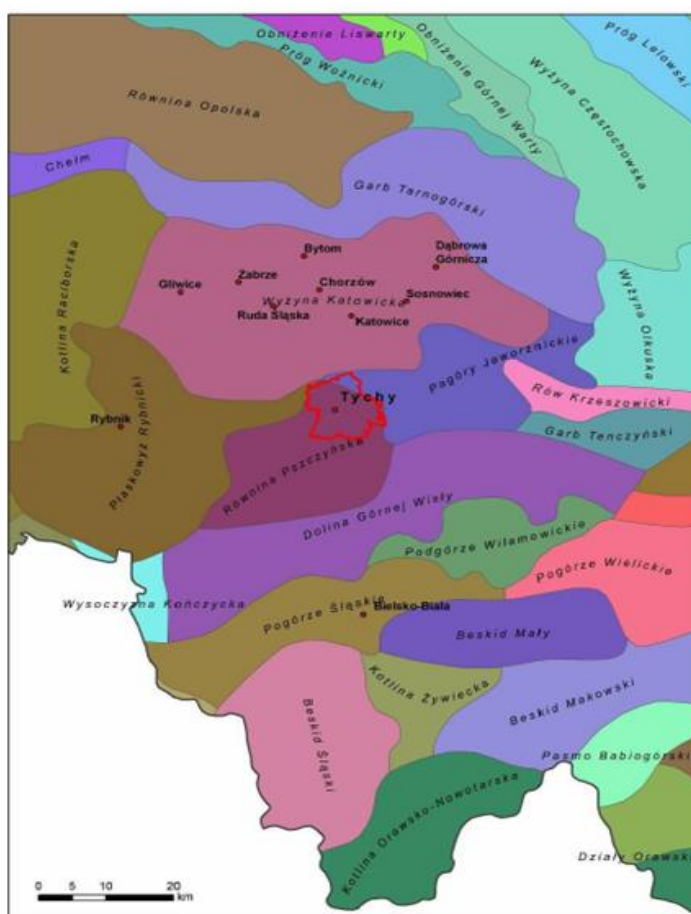 Obniżenie Liswarty
Próg Woźnicki
Obniżenie Górnej Warty
Próg Lelowski
Wyżyna Częstochowska
Równina Opolska
Chełm
Garb Tarnogórski
Kotlina Raciborska
Bytom
Dąbrowa
Górnicza
Zabrze
Gliwice
Chorzów
Wyżyna Katowicka
Sosnowiec
Ruda Śląska
Katowice
Wyżyna Olkuska
Pagóry Jaworznickie
Rów Krzeszowicki
Tychy
Garb Tenczyński
Rybnik
Płaskowyż Rybnicki
Równina Pszczyńska
Dolina Górnej Wisły
Podgórze Wilamowickie
Pogórze Wielickie
Wysoczyzna Kończycka
Pogórze Śląskie
Bielsko-Biała
Beskid Mały
Kotlina Żywiecka
Beskid Śląski
Beskid Makowski
Pasmo Babiogórskie
Kotlina Orawsko-Nowotarska
Działy Orawskie
0 10 20
km